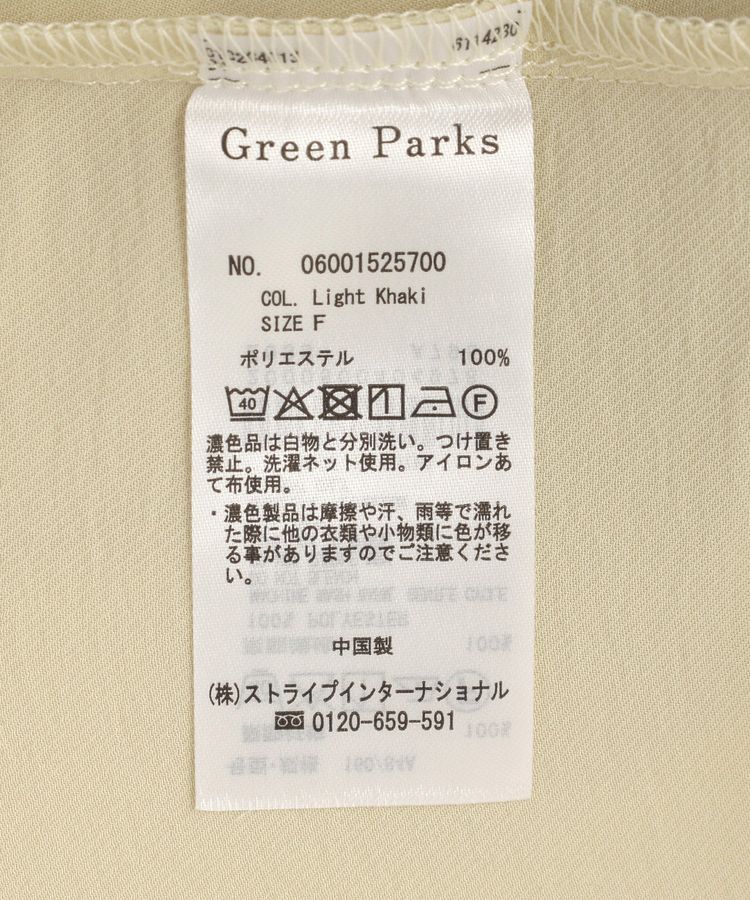 Green Parks
NO. 06001525700
COL. Light Khaki
SIZE F
ポリエステル 100%
40 F
濃色品は白物と分別洗い。つけ置き
禁止。洗濯ネット使用。アイロンあ
て布使用。
・濃色製品は摩擦や汗、雨等で濡れ
た際に他の衣類や小物類に色が移
る事がありますのでご注意くださ
い。
中国製
(株)ストライプインターナショナル
0120-659-591